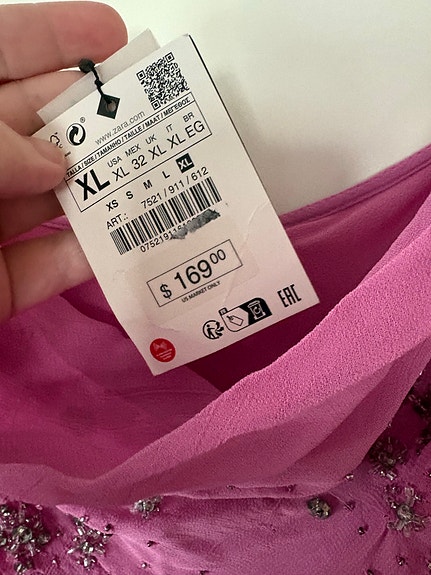 www.zara.com
TALLA / SIZE / TAMANHO / TAILLE / MAAT / ΜΕΓΕΘΟΣ
XL
USA MEX UK IT BR
XL 32 XL XL EG
XS S M L XL
ART.: 7521 / 911 / 612
$ 169.00
US MARKET ONLY
EAC